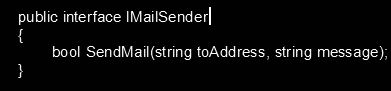 public interface IMailSender
{
bool SendMail(string toAddress, string message);
}